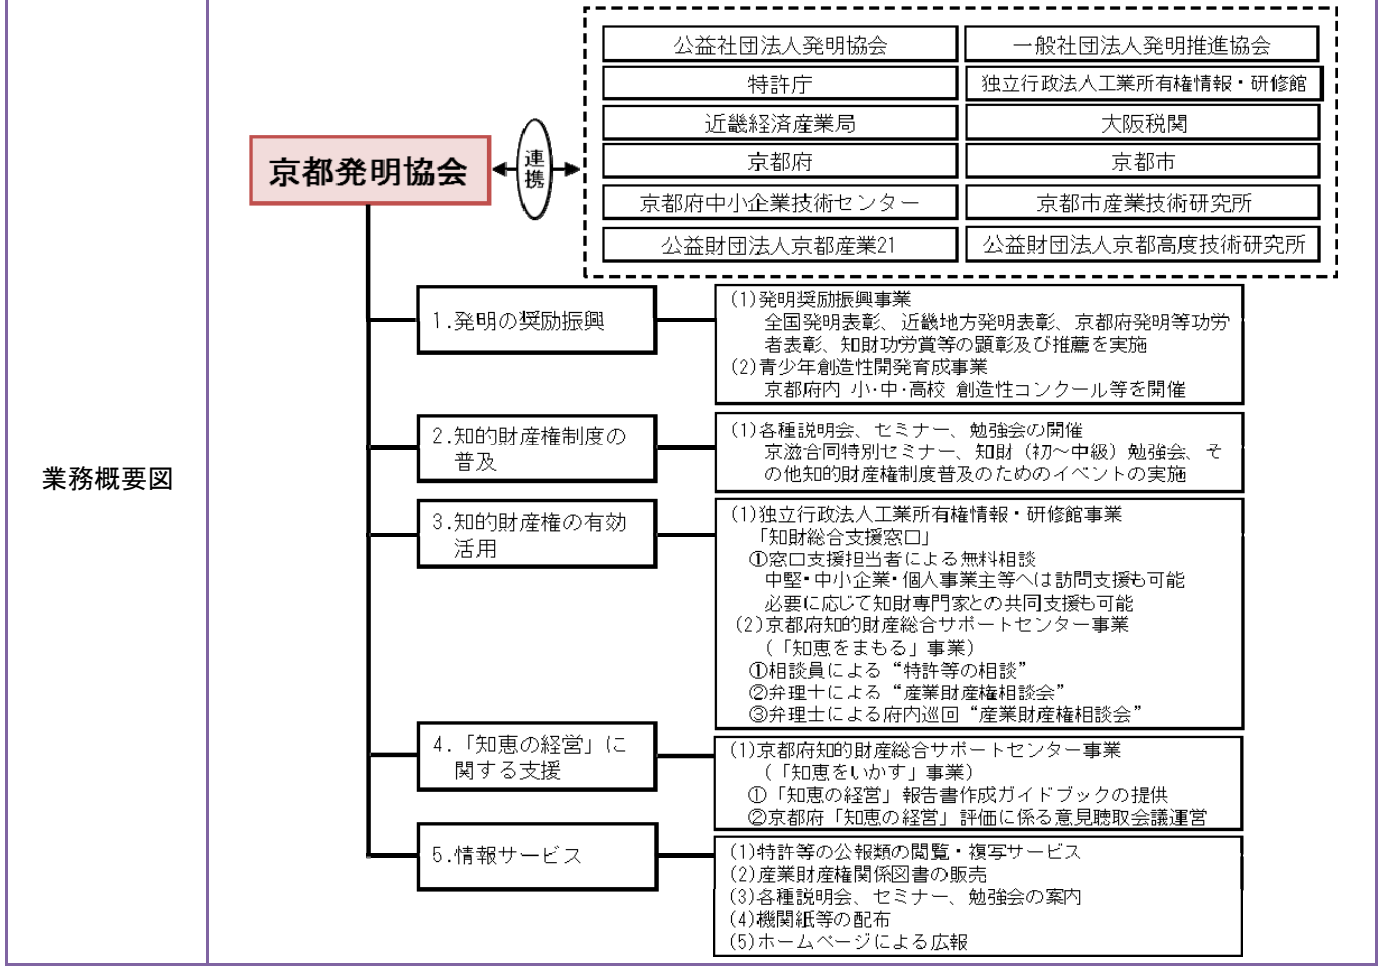 業務概要図
京都発明協会
連携
公益社団法人発明協会
一般社団法人発明推進協会
特許庁
独立行政法人工業所有権情報・研修館
近畿経済産業局
大阪税関
京都府
京都市
京都府中小企業技術センター
京都市産業技術研究所
公益財団法人京都産業21
公益財団法人京都高度技術研究所
1.発明の奨励振興
(1)発明奨励振興事業
全国発明表彰、近畿地方発明表彰、京都府発明等功労
者表彰、知財功労賞等の顕彰及び推薦を実施
(2)青少年創造性開発育成事業
京都府内 小・中・高校 創造性コンクール等を開催
2.知的財産権制度の
普及
(1)各種説明会、セミナー、勉強会の開催
京滋合同特別セミナー、知財（初～中級）勉強会、そ
の他知的財産権制度普及のためのイベントの実施
3.知的財産権の有効
活用
(1)独立行政法人工業所有権情報・研修館事業
「知財総合支援窓口」
①窓口支援担当者による無料相談
中堅・中小企業・個人事業主等へは訪問支援も可能
必要に応じて知財専門家との共同支援も可能
(2)京都府知的財産総合サポートセンター事業
（「知恵をまもる」事業）
①相談員による“特許等の相談”
②弁理士による“産業財産権相談会”
③弁理士による府内巡回“産業財産権相談会”
4.「知恵の経営」に
関する支援
(1)京都府知的財産総合サポートセンター事業
（「知恵をいかす」事業）
①「知恵の経営」報告書作成ガイドブックの提供
②京都府「知恵の経営」評価に係る意見聴取会議運営
5.情報サービス
(1)特許等の公報類の閲覧・複写サービス
(2)産業財産権関係図書の販売
(3)各種説明会、セミナー、勉強会の案内
(4)機関紙等の配布
(5)ホームページによる広報